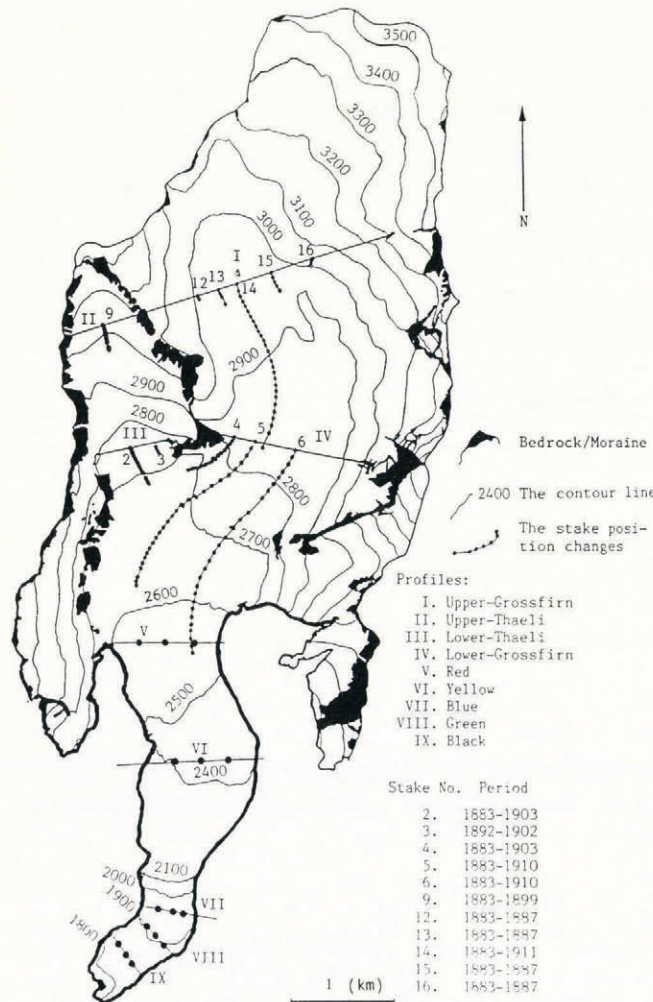 3500
3400
3300
3200
3100
3000
N
I
16
15
12
13
14
II
9
2900
2900
2800
III
2
3
4
5
6
IV
2800
2700
2600
V
2500
VI
2400
2100
2000
1900
1800
VII
VIII
IX
1 (km)
Bedrock/Moraine
2400 The contour line
The stake posi-
tion changes
Profiles:
I. Upper-Grossfirn
II. Upper-Thaeli
III. Lower-Thaeli
IV. Lower-Grossfirn
V. Red
VI. Yellow
VII. Blue
VIII. Green
IX. Black
Stake No. Period
2. 1883-1903
3. 1892-1902
4. 1883-1903
5. 1883-1910
6. 1883-1910
9. 1883-1899
12. 1883-1887
13. 1883-1887
14. 1883-1911
15. 1883-1887
16. 1883-1887